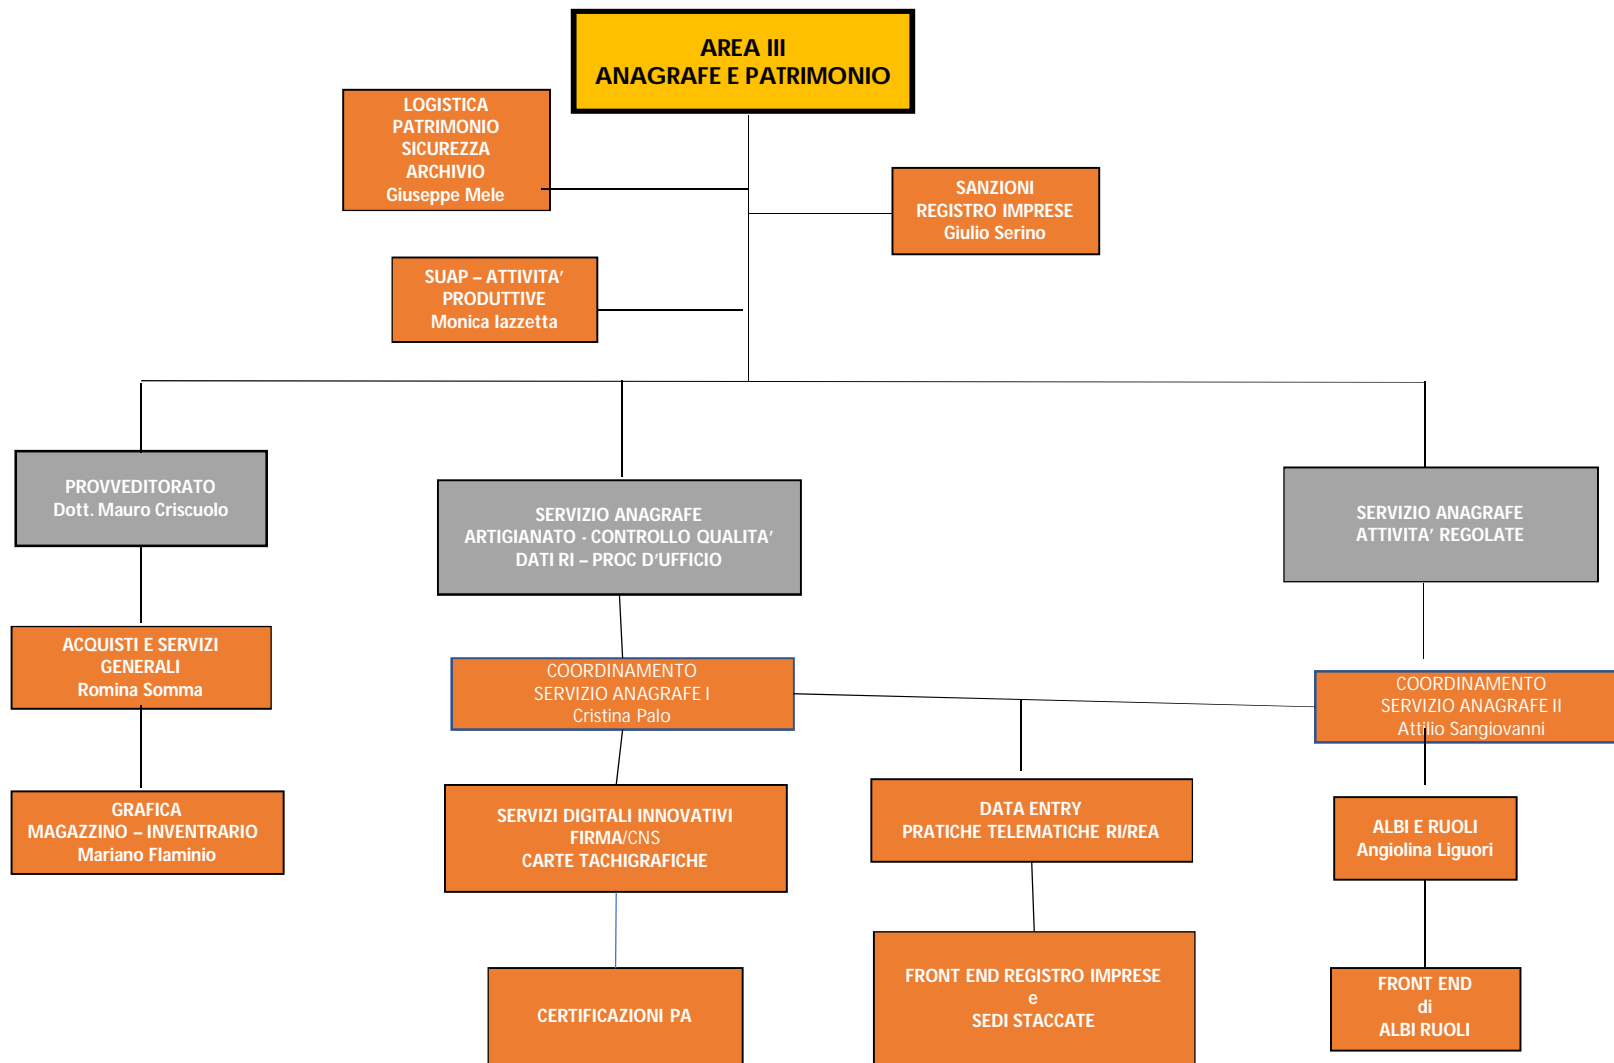 AREA III
ANAGRAFE E PATRIMONIO
LOGISTICA
PATRIMONIO
SICUREZZA
ARCHIVIO
Giuseppe Mele
SANZIONI
REGISTRO IMPRESE
Giulio Serino
SUAP – ATTIVITA’
PRODUTTIVE
Monica Iazzetta
PROVVEDITORATO
Dott. Mauro Criscuolo
SERVIZIO ANAGRAFE
ARTIGIANATO - CONTROLLO QUALITA’
DATI RI – PROC D’UFFICIO
SERVIZIO ANAGRAFE
ATTIVITA’ REGOLATE
ACQUISTI E SERVIZI
GENERALI
Romina Somma
COORDINAMENTO
SERVIZIO ANAGRAFE I
Cristina Palo
COORDINAMENTO
SERVIZIO ANAGRAFE II
Attilio Sangiovanni
GRAFICA
MAGAZZINO – INVENTRARIO
Mariano Flaminio
SERVIZI DIGITALI INNOVATIVI
FIRMA/CNS
CARTE TACHIGRAFICHE
DATA ENTRY
PRATICHE TELEMATICHE RI/REA
ALBI E RUOLI
Angiolina Liguori
CERTIFICAZIONI PA
FRONT END REGISTRO IMPRESE
e
SEDI STACCATE
FRONT END
di
ALBI RUOLI